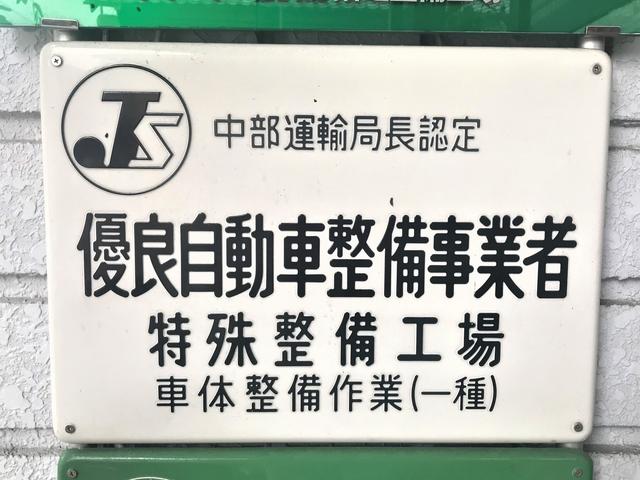 JS
中部運輸局長認定
優良自動車整備事業者
特殊整備工場
車体整備作業(一種)